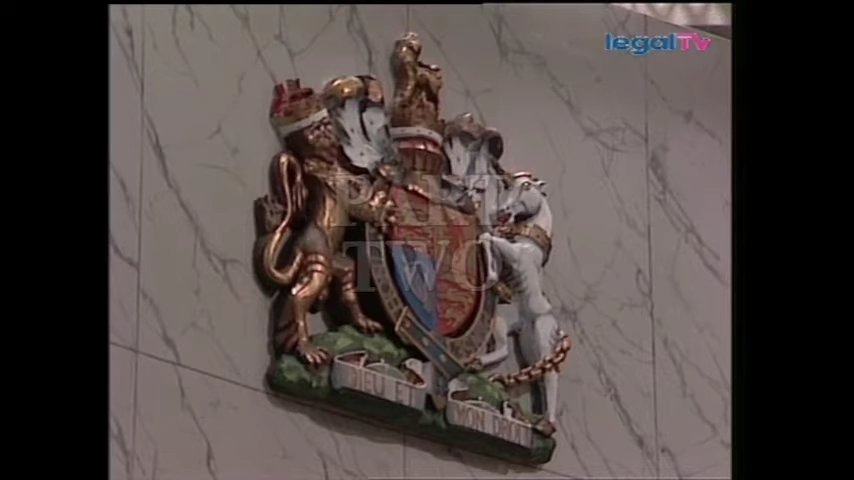 legalTV
PART
TWO
DIEU ET
MON DROIT